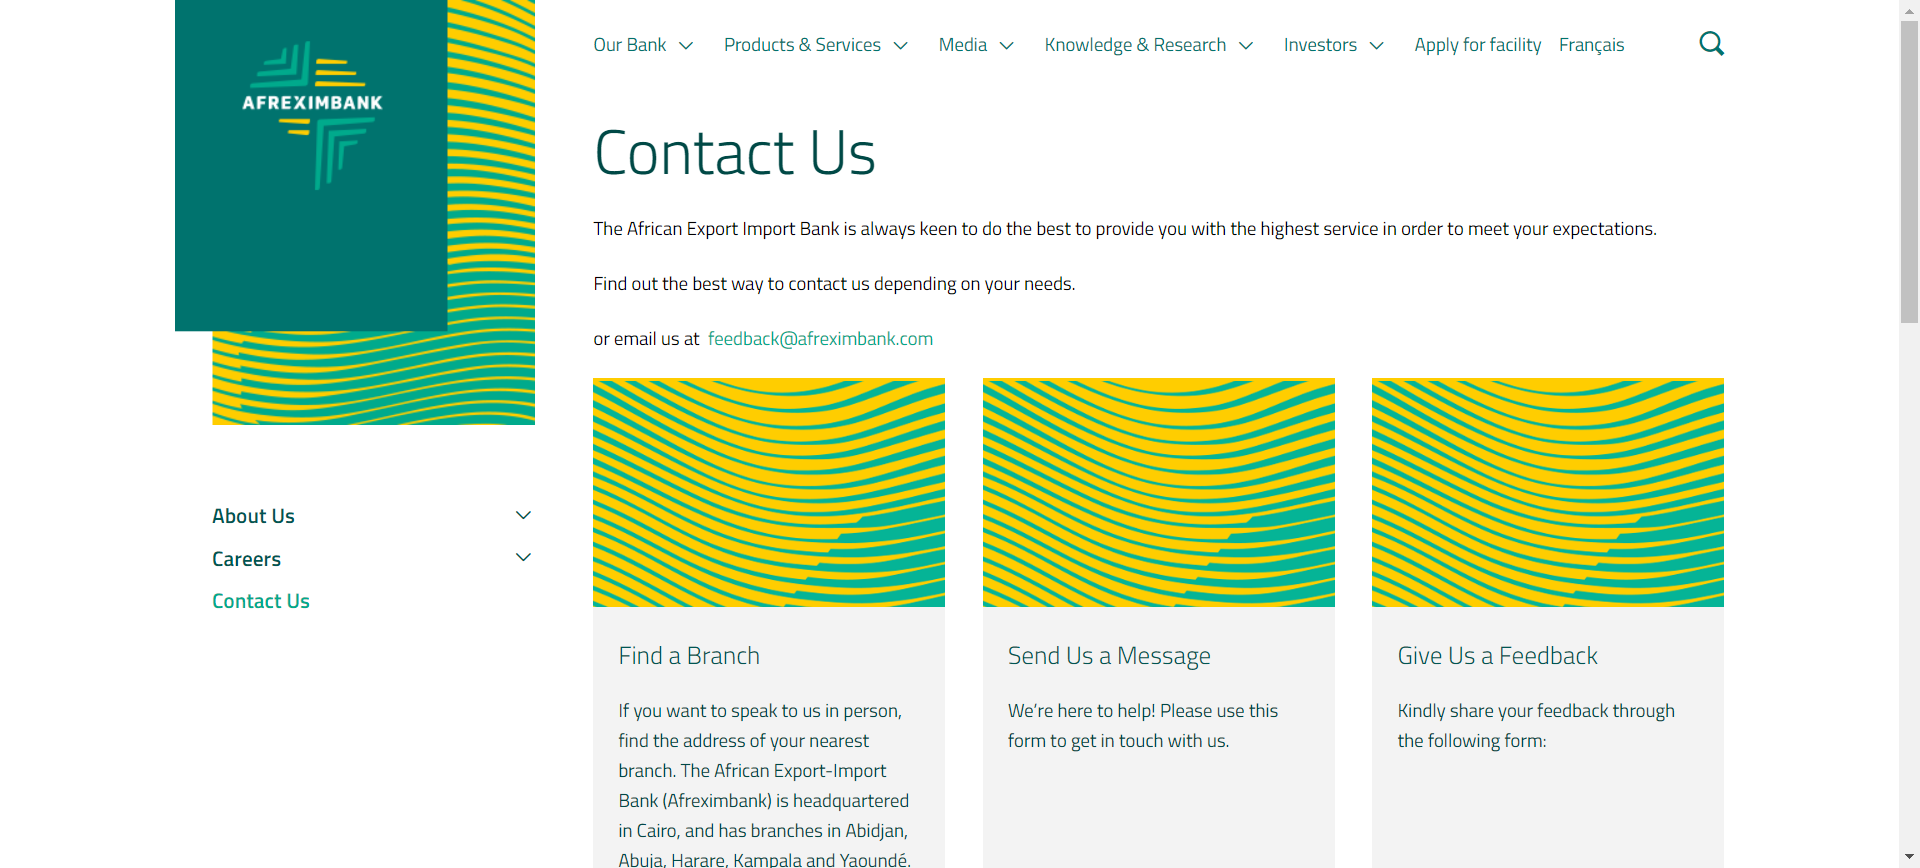 AFREXIMBANK
Our Bank
Products & Services
Media
Knowledge & Research
Investors
Apply for facility
Français
Contact Us
The African Export Import Bank is always keen to do the best to provide you with the highest service in order to meet your expectations.
Find out the best way to contact us depending on your needs.
or email us at feedback@afreximbank.com
About Us
Careers
Contact Us
Find a Branch
If you want to speak to us in person,
find the address of your nearest
branch. The African Export-Import
Bank (Afreximbank) is headquartered
in Cairo, and has branches in Abidjan,
Abuja, Harare, Kampala and Yaoundé.
Send Us a Message
We’re here to help! Please use this
form to get in touch with us.
Give Us a Feedback
Kindly share your feedback through
the following form: